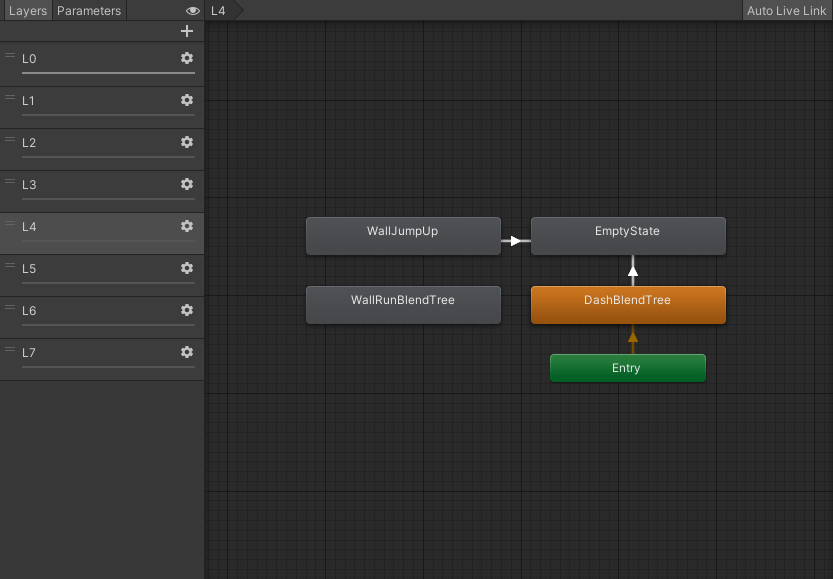 Layers Parameters
L4
Auto Live Link
L0
L1
L2
L3
L4
L5
L6
L7
WallJumpUp
EmptyState
WallRunBlendTree
DashBlendTree
Entry